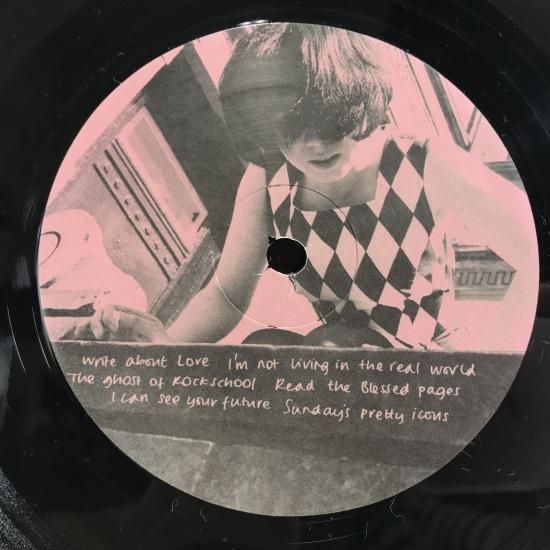 write about Love I'm not living in the real world
The ghost of Rockschool Read the Blessed pages
I can see your future Sunday's pretty icons